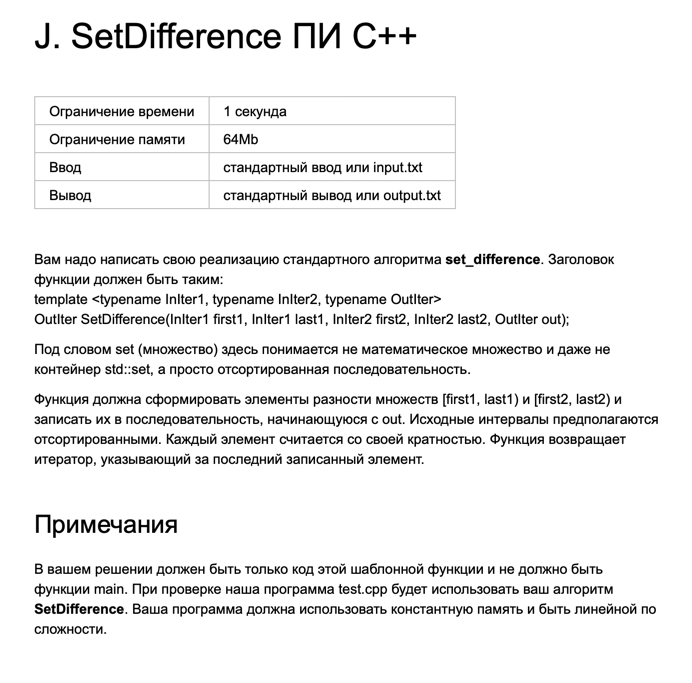 J. SetDifference ПИ C++
Ограничение времени 1 секунда
Ограничение памяти 64Mb
Ввод стандартный ввод или input.txt
Вывод стандартный вывод или output.txt
Вам надо написать свою реализацию стандартного алгоритма set_difference. Заголовок
функции должен быть таким:
template <typename InIter1, typename InIter2, typename OutIter>
OutIter SetDifference(InIter1 first1, InIter1 last1, InIter2 first2, InIter2 last2, OutIter out);
Под словом set (множество) здесь понимается не математическое множество и даже не
контейнер std::set, а просто отсортированная последовательность.
Функция должна сформировать элементы разности множеств [first1, last1) и [first2, last2) и
записать их в последовательность, начинающуюся с out. Исходные интервалы предполагаются
отсортированными. Каждый элемент считается со своей кратностью. Функция возвращает
итератор, указывающий за последний записанный элемент.
Примечания
В вашем решении должен быть только код этой шаблонной функции и не должно быть
функции main. При проверке наша программа test.cpp будет использовать ваш алгоритм
SetDifference. Ваша программа должна использовать константную память и быть линейной по
сложности.